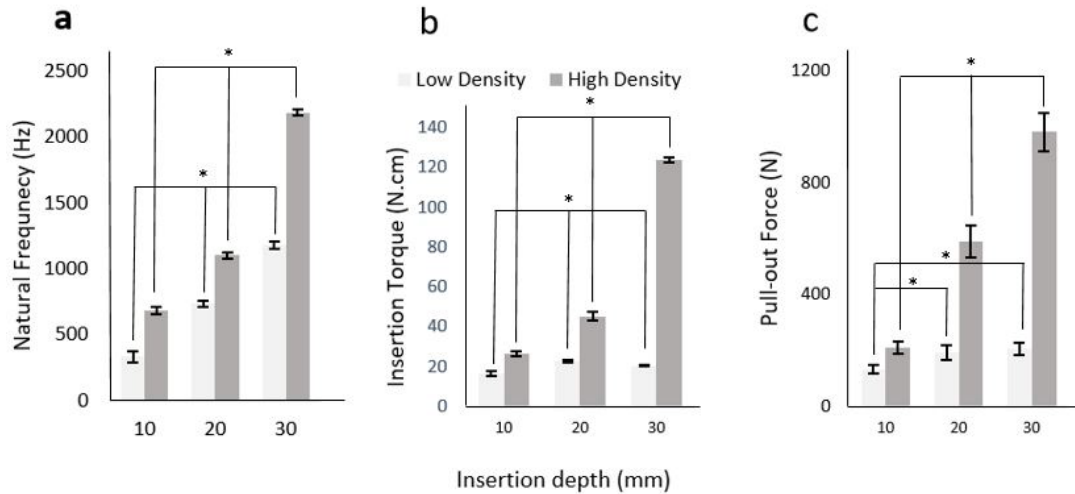 a
Natural Frequnecy (Hz)
2500
2000
1500
1000
500
0
*
*
10 20 30
b
Low Density High Density
Insertion Torque (N.cm)
140
120
100
80
60
40
20
0
*
*
10 20 30
Insertion depth (mm)
c
Pull-out Force (N)
1200
800
400
0
*
*
*
10 20 30